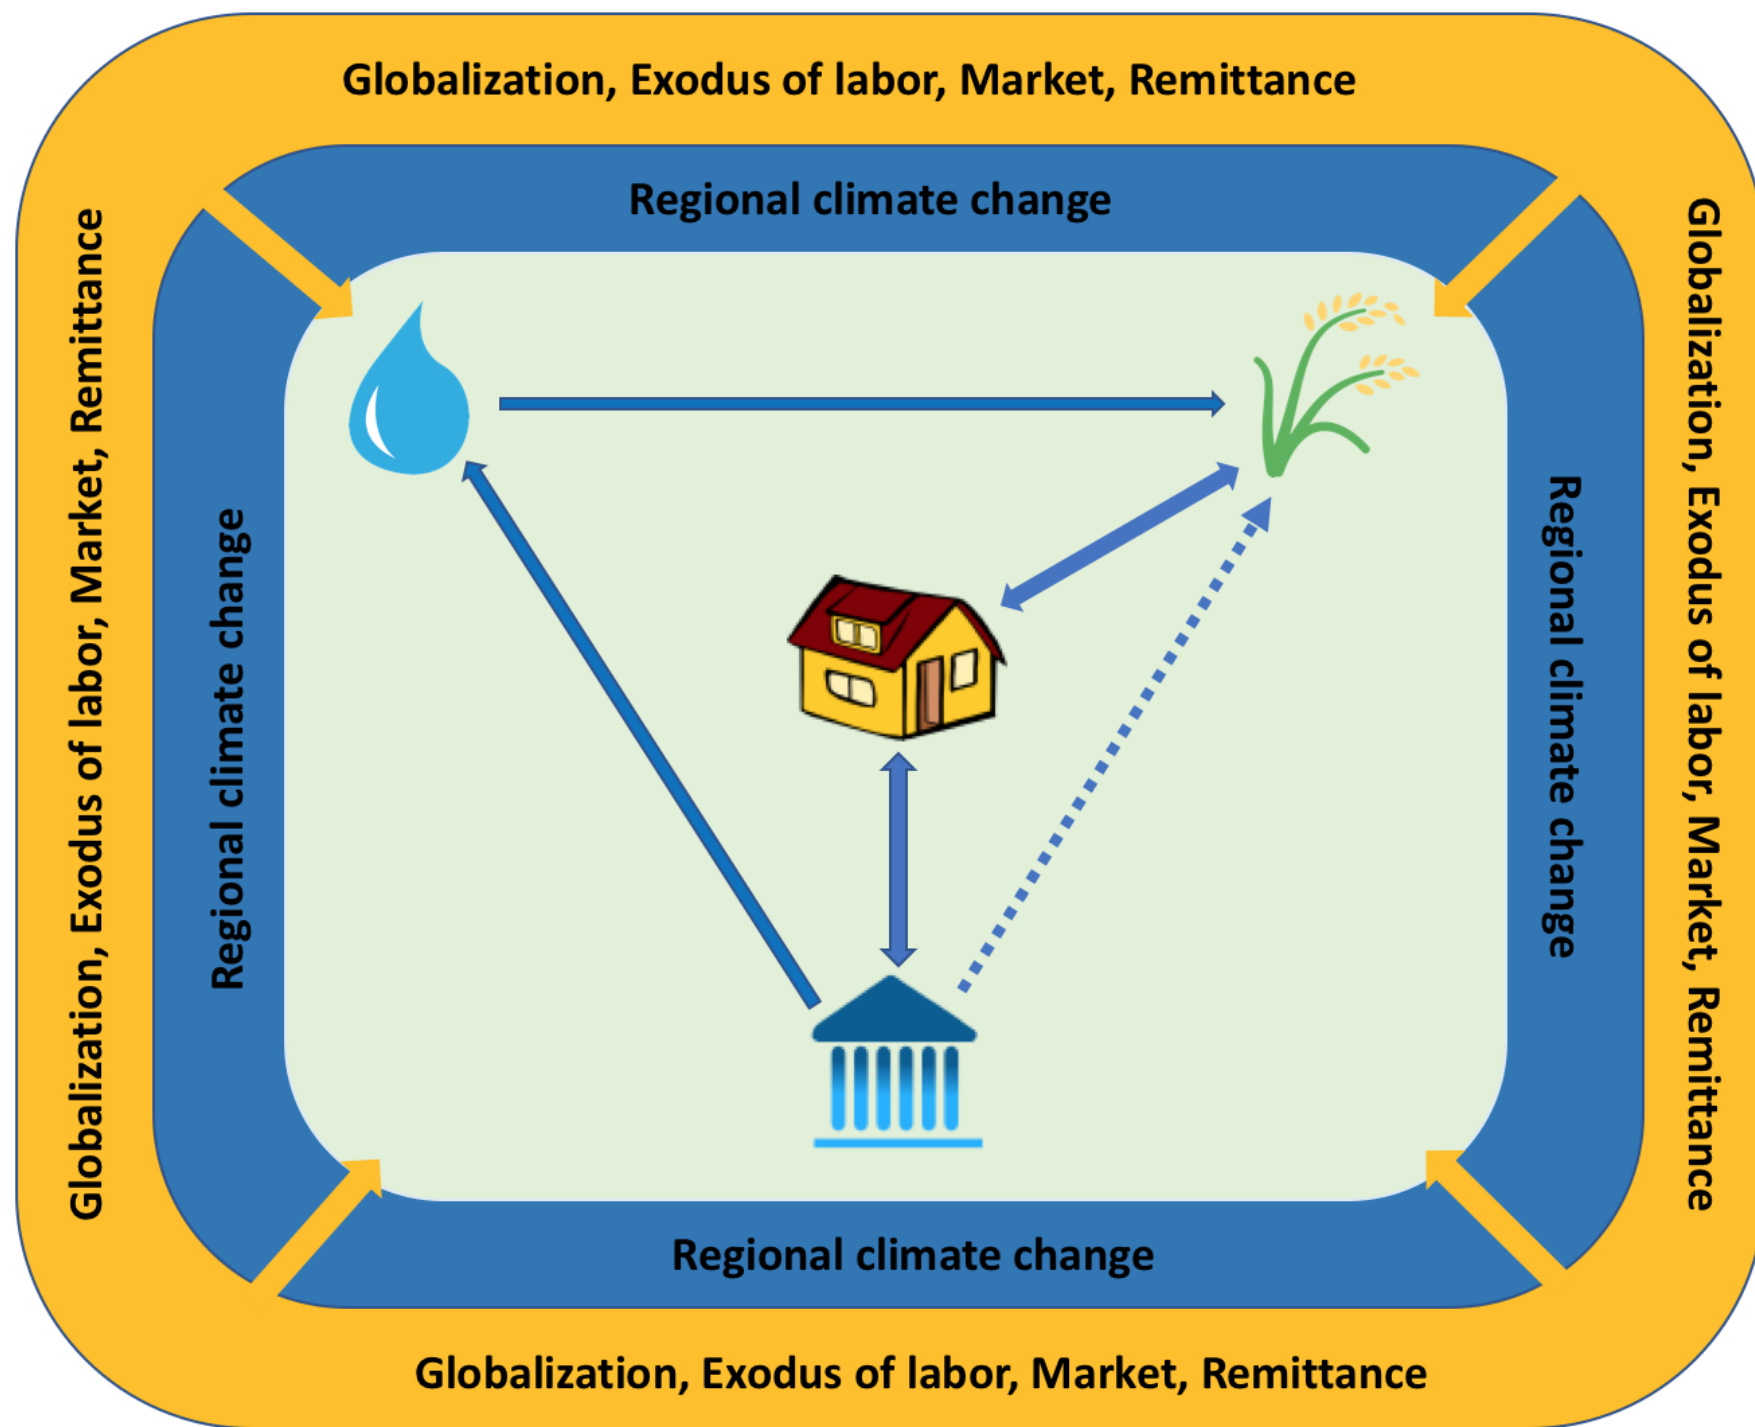 Globalization, Exodus of labor, Market, Remittance
Regional climate change
Globalization, Exodus of labor, Market, Remittance
Regional climate change
Regional climate change
Globalization, Exodus of labor, Market, Remittance
Regional climate change
Globalization, Exodus of labor, Market, Remittance